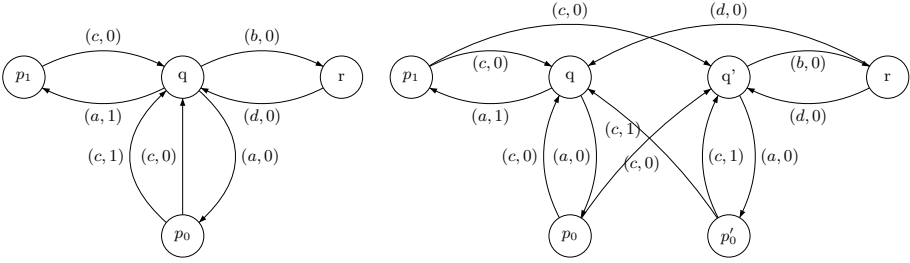 (c, 0) (d, 0)
(c, 0) (b, 0)
p₁ q r
(a, 1) (d, 0)
(c, 1) (c, 0) (a, 0)
p₀
p₁ q q' r
(c, 0) (b, 0)
(a, 1) (d, 0)
(c, 1)
(c, 0) (a, 0) (c, 0) (c, 1) (a, 0)
p₀ p′₀